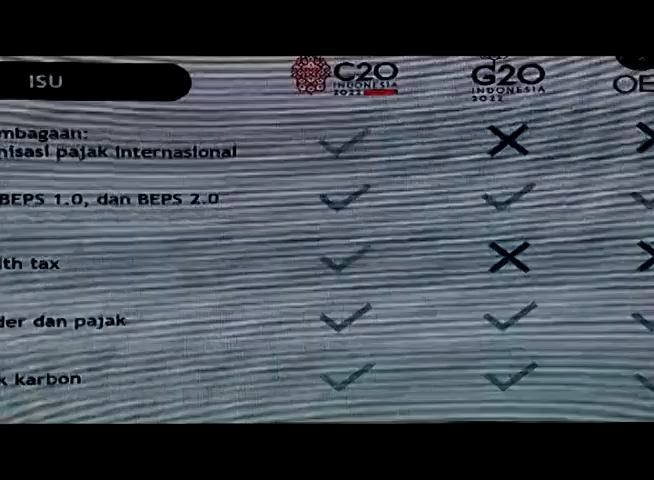 ISU
C20
INDONESIA
2022
G20
INDONESIA
2022
OE
mbagaan:
nisasi pajak internasional
BEPS 1.0, dan BEPS 2.0
lth tax
der dan pajak
k karbon